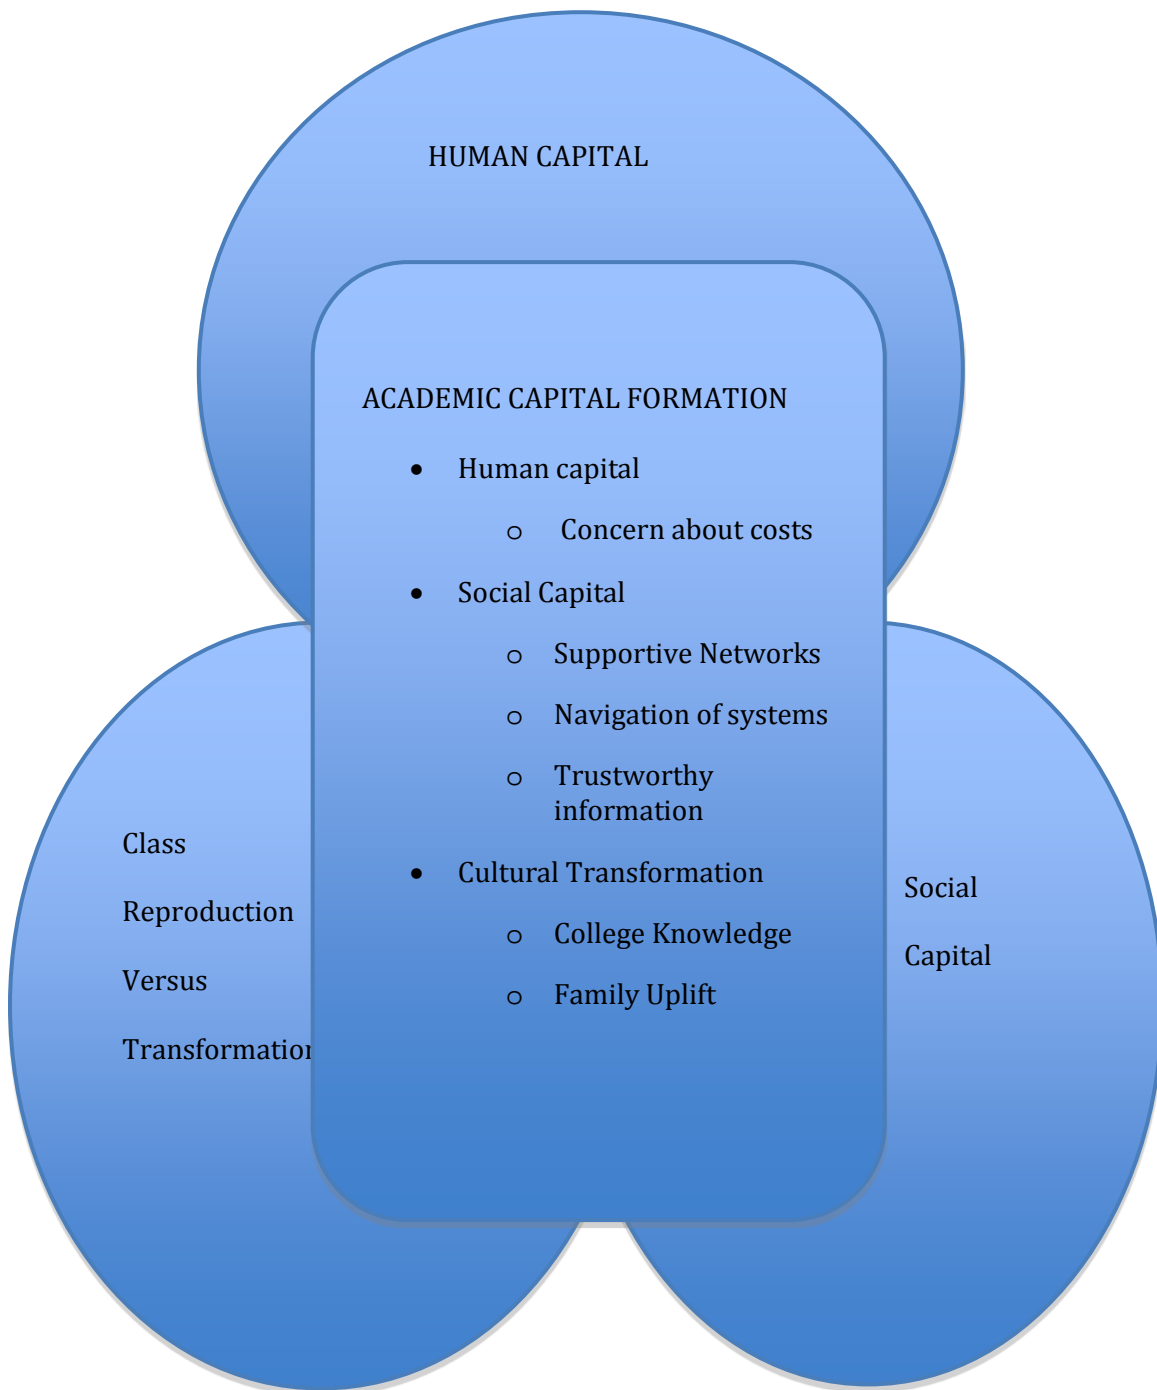 HUMAN CAPITAL
ACADEMIC CAPITAL FORMATION
• Human capital
o Concern about costs
• Social Capital
o Supportive Networks
o Navigation of systems
o Trustworthy
information
• Cultural Transformation
o College Knowledge
o Family Uplift
Class
Reproduction
Versus
Transformation
Social
Capital